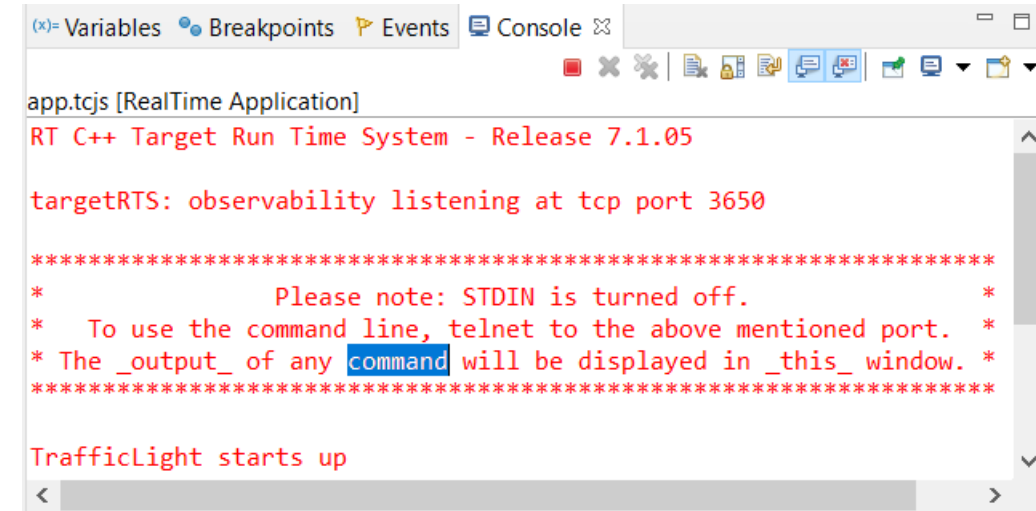 (x)= Variables Breakpoints Events Console
app.tcjs [RealTime Application]
RT C++ Target Run Time System - Release 7.1.05
targetRTS: observability listening at tcp port 3650
*******************************************************************
* Please note: STDIN is turned off. *
* To use the command line, telnet to the above mentioned port. *
* The _output_ of any command will be displayed in _this_ window. *
*******************************************************************
TrafficLight starts up